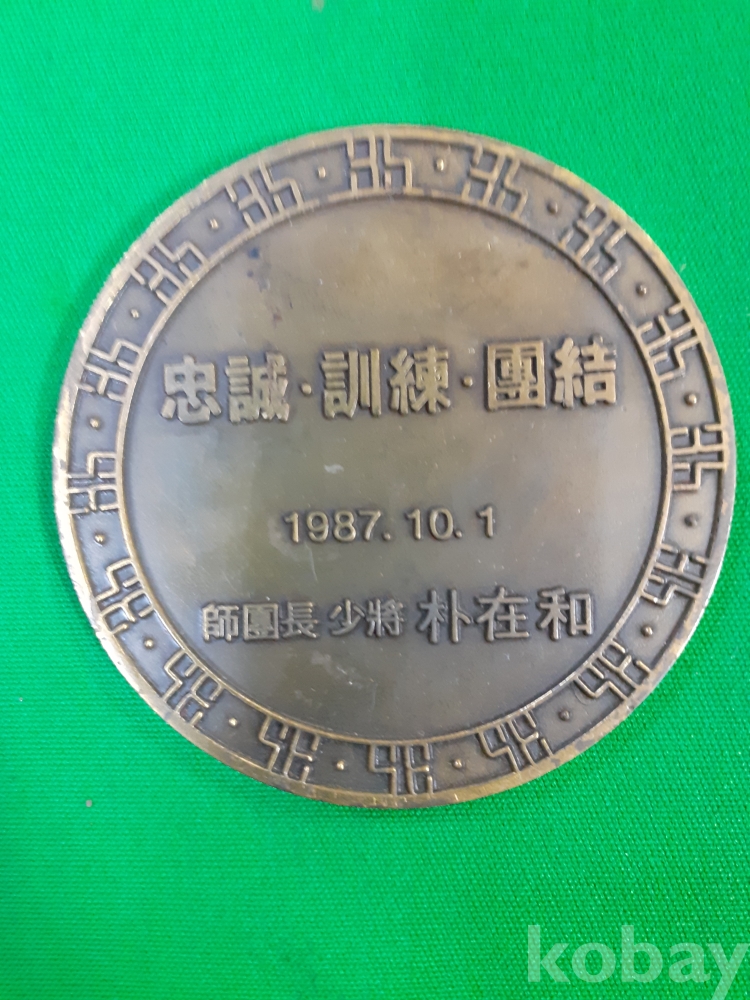 忠誠·訓練·團結
1987.10.1
師團長 少將 朴在和
kobay